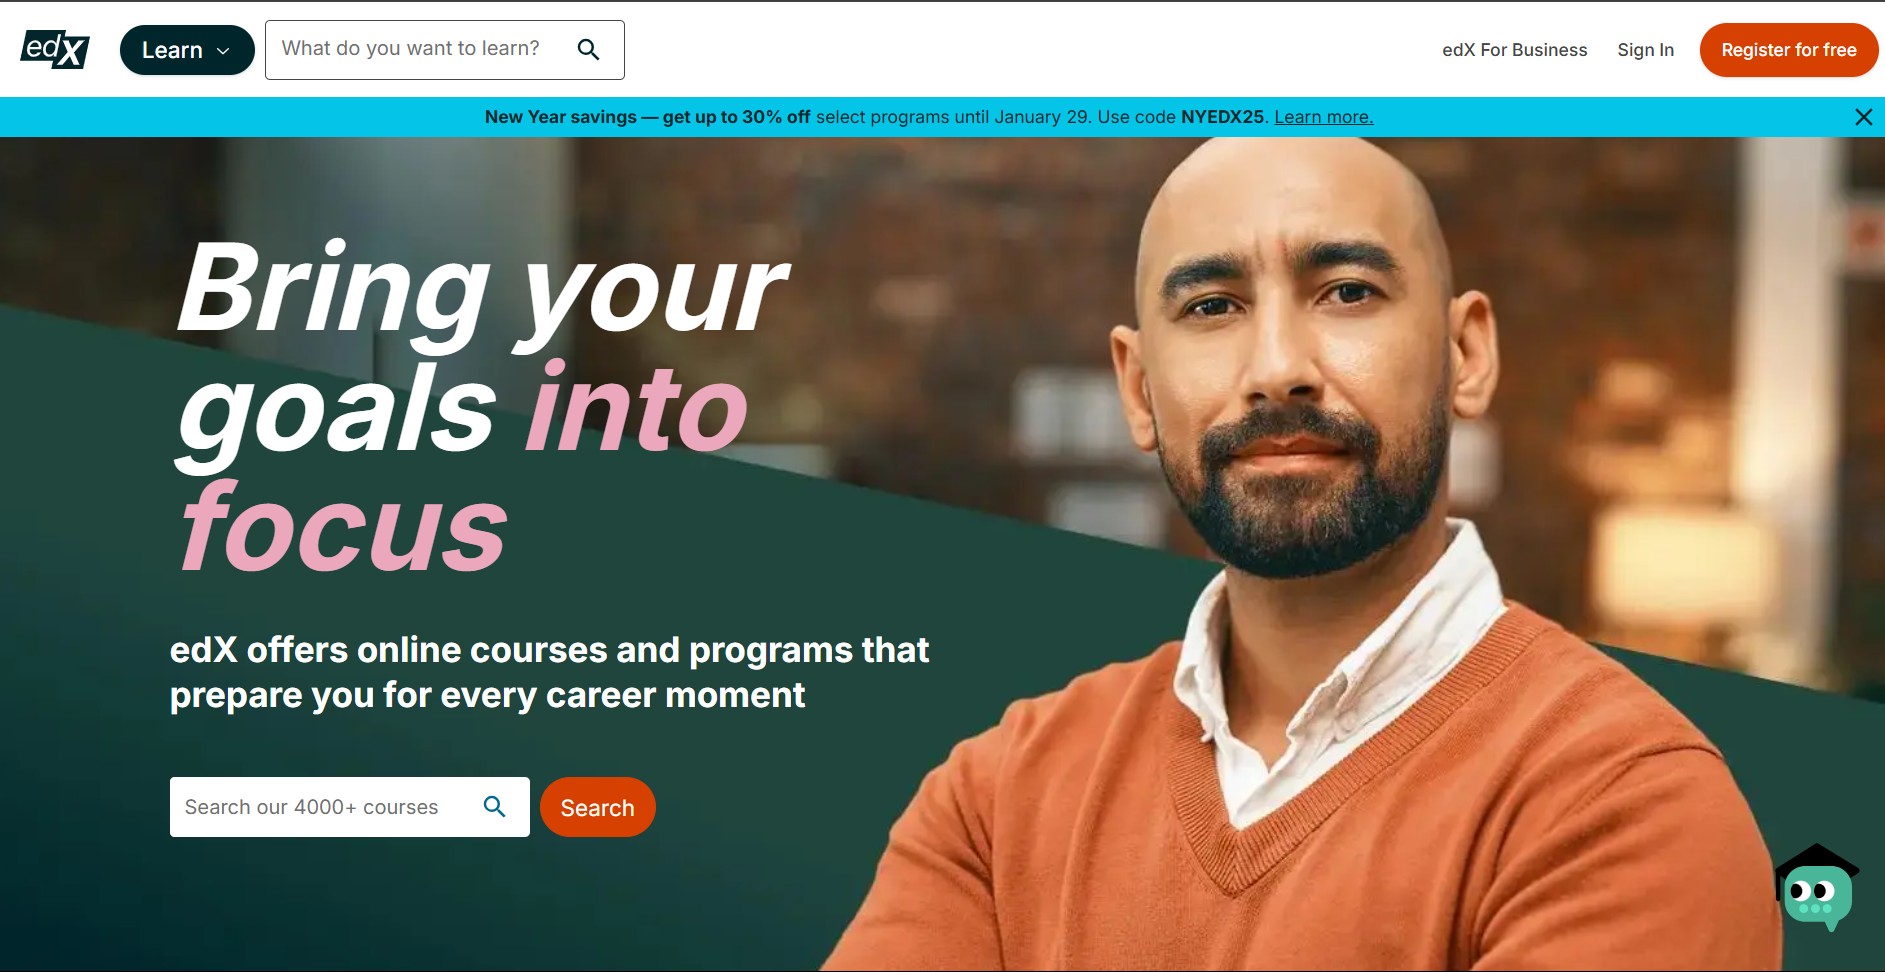 edX
Learn
What do you want to learn?
edX For Business
Sign In
Register for free
New Year savings — get up to 30% off select programs until January 29. Use code NYEDX25. Learn more.
Bring your
goals into
focus
edX offers online courses and programs that
prepare you for every career moment
Search our 4000+ courses
Search